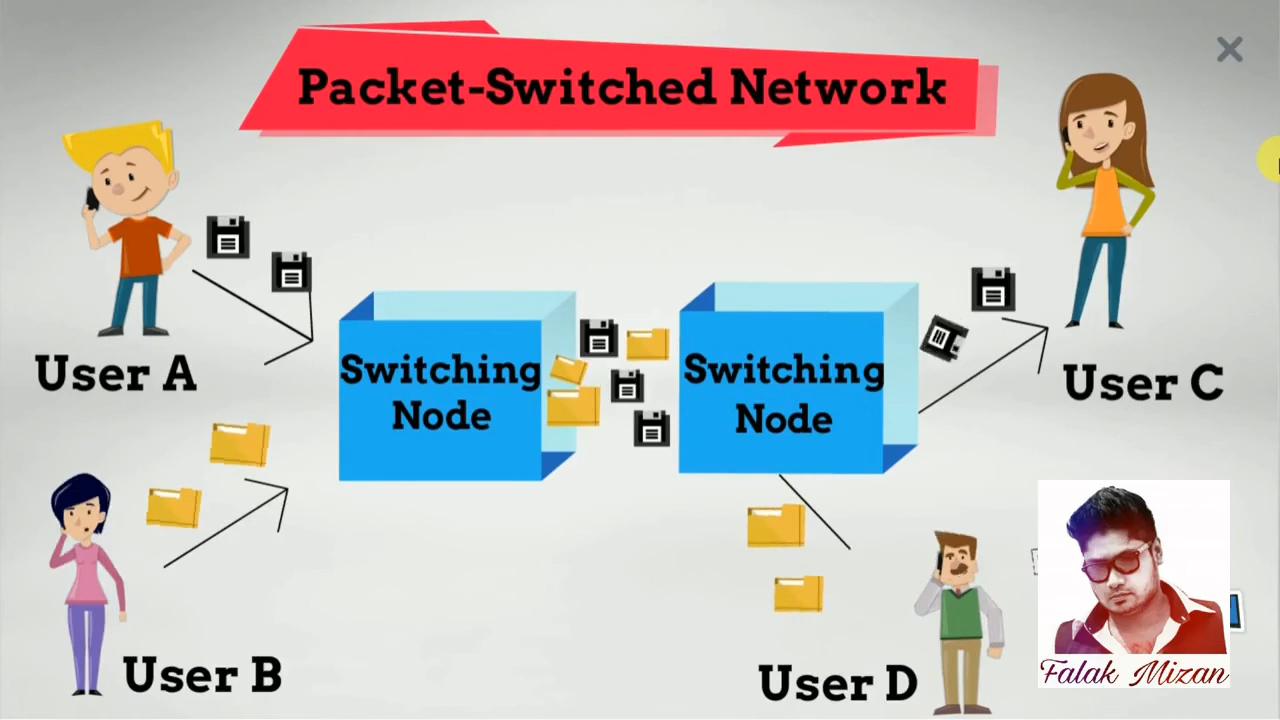 Packet-Switched Network
User A
User C
Switching
Node
Switching
Node
User B
User D
Falak Mizan